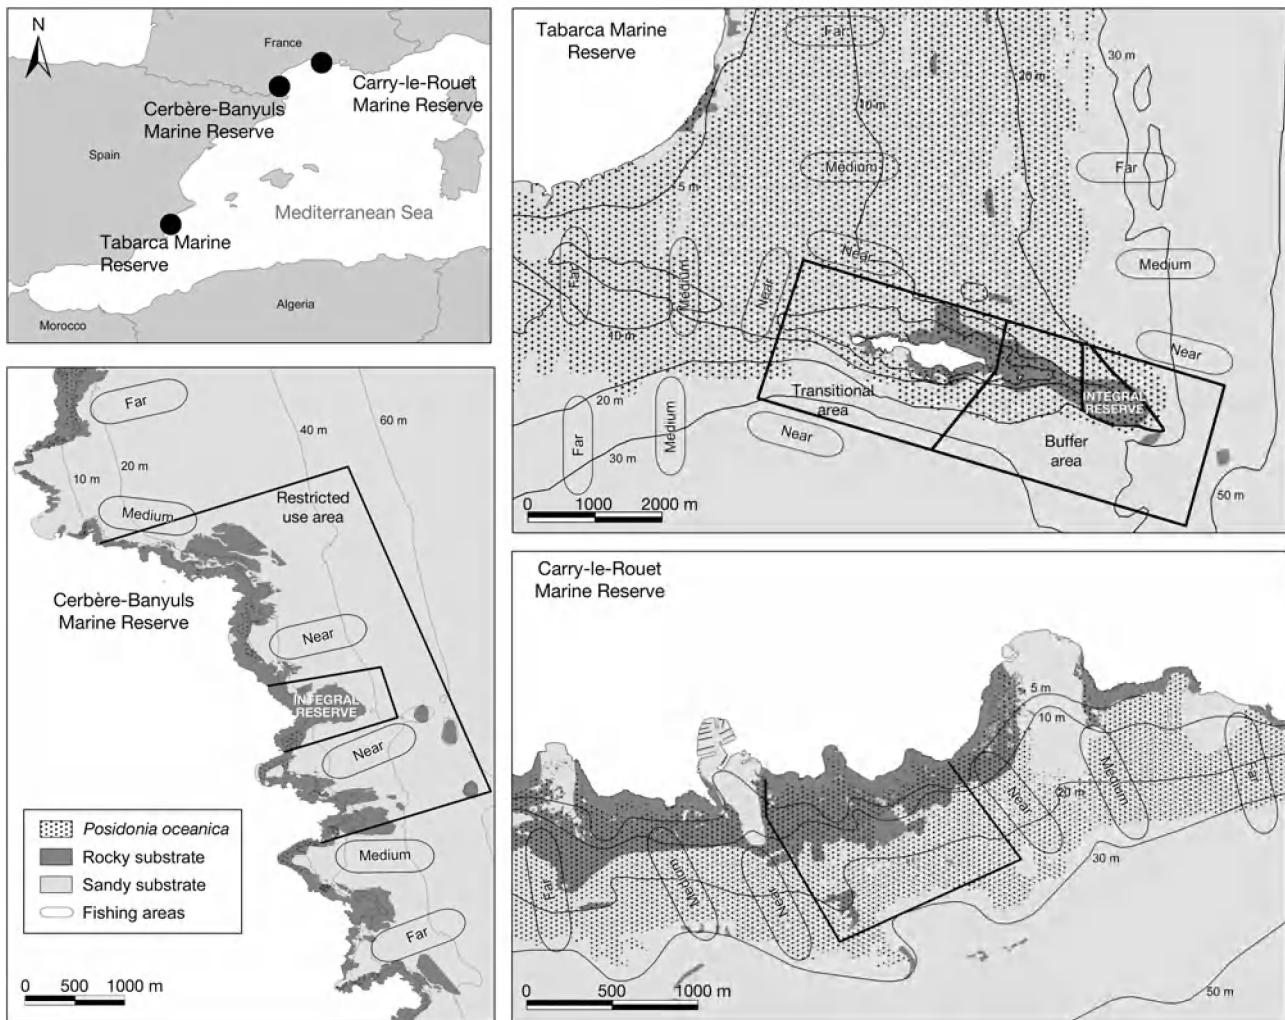 N
France
Carry-le-Rouet
Marine Reserve
Cerbère-Banyuls
Marine Reserve
Spain
Mediterranean Sea
Tabarca Marine
Reserve
Algeria
Morocco
Tabarca Marine
Reserve
Far
30 m
20 m
10 m
Medium
Far
5 m
Near
Far
Medium
Near
Medium
10 m
Near
Transitional
area
INTEGRAL
RESERVE
20 m
Near
Buffer
area
Far
Medium
30 m
50 m
0 1000 2000 m
Far
40 m
60 m
20 m
10 m
Restricted
use area
Medium
Cerbère-Banyuls
Marine Reserve
Near
INTEGRAL
RESERVE
Near
Medium
Far
Posidonia oceanica
Rocky substrate
Sandy substrate
Fishing areas
0 500 1000 m
Carry-le-Rouet
Marine Reserve
5 m
10 m
Near
Medium
Far
20 m
30 m
Far
Medium
Near
50 m
0 500 1000 m